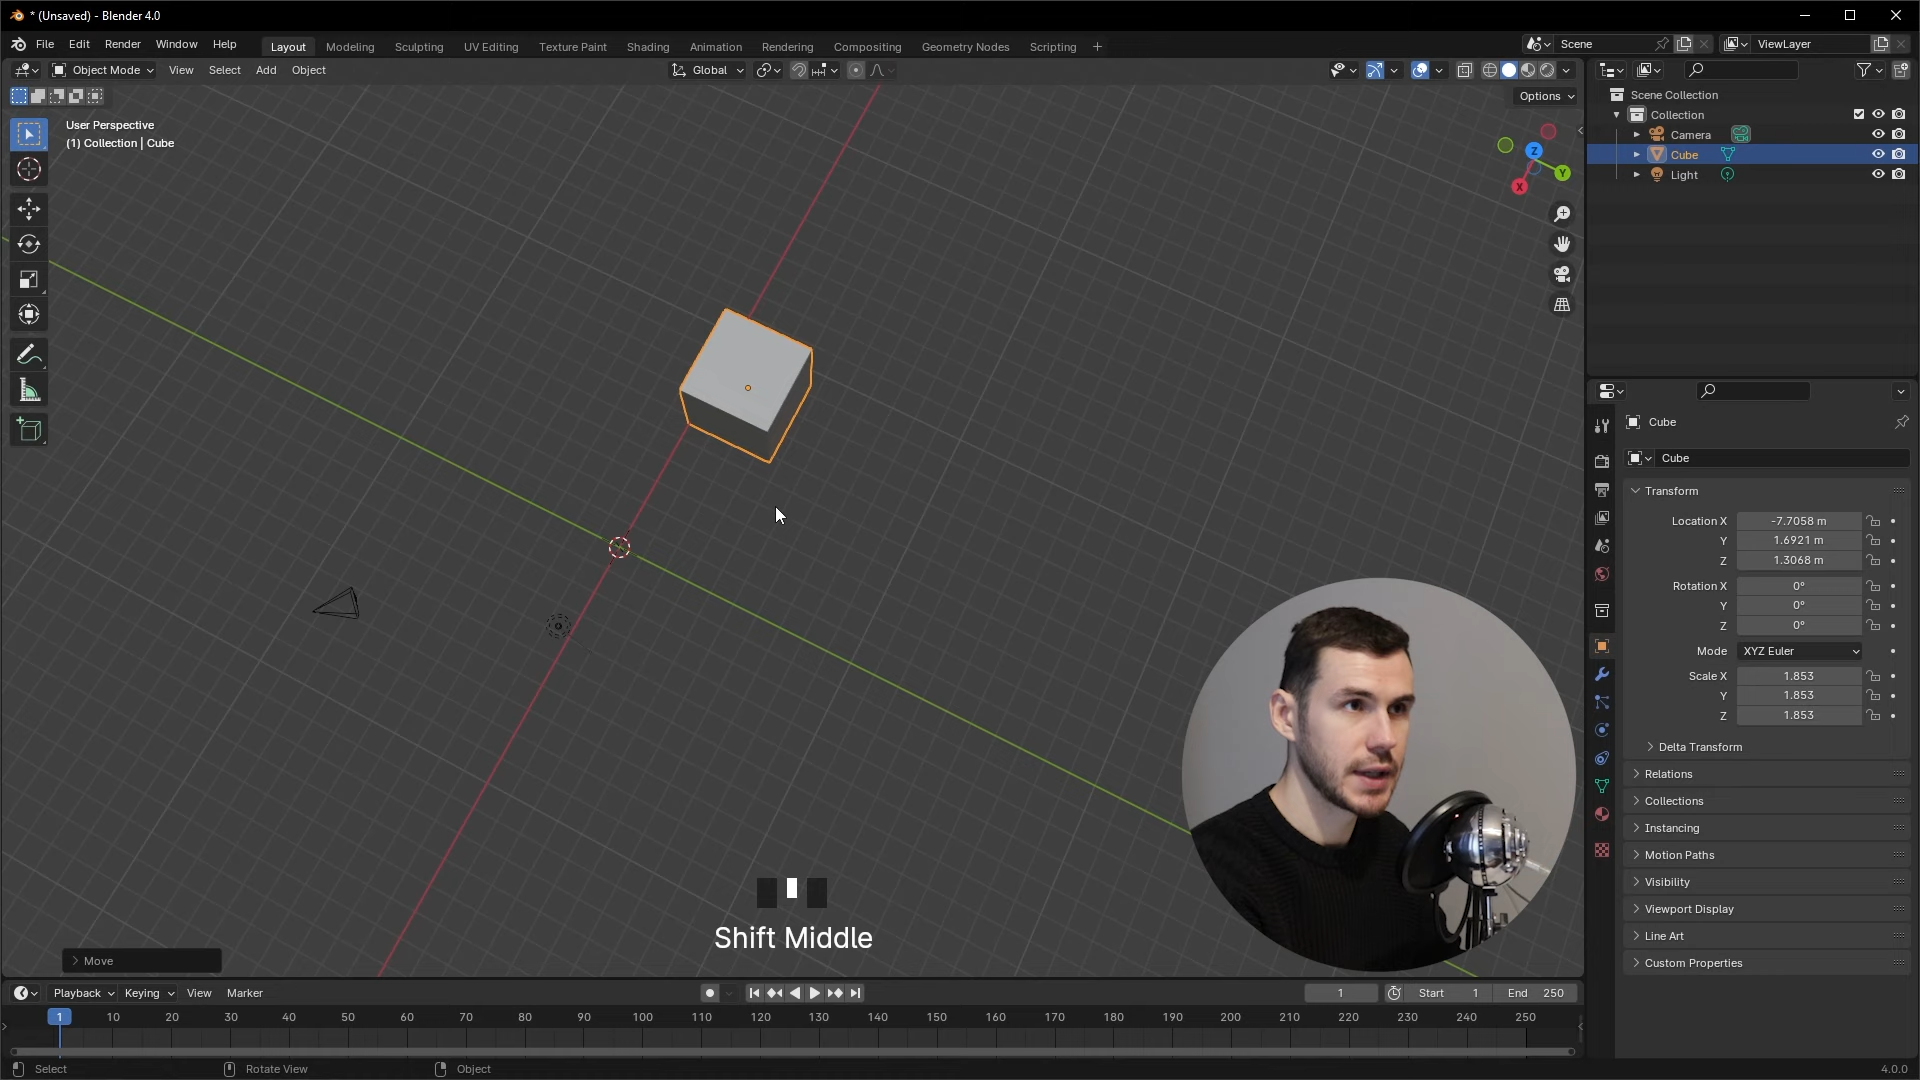 * (Unsaved) - Blender 4.0
File Edit Render Window Help
Layout Modeling Sculpting UV Editing Texture Paint Shading Animation Rendering Compositing Geometry Nodes Scripting +
Scene
ViewLayer
Object Mode View Select Add Object
Global
Options
User Perspective
(1) Collection | Cube
Z
Y
X
Scene Collection
Collection
Camera
Cube
Light
Cube
Cube
Transform
Location X -7.7058 m
Y 1.6921 m
Z 1.3068 m
Rotation X 0°
Y 0°
Z 0°
Mode XYZ Euler
Scale X 1.853
Y 1.853
Z 1.853
Delta Transform
Relations
Collections
Instancing
Motion Paths
Visibility
Viewport Display
Line Art
Custom Properties
Shift Middle
Move
Playback Keying View Marker
1
Start 1
End 250
1 10 20 30 40 50 60 70 80 90 100 110 120 130 140 150 160 170 180 190 200 210 220 230 240 250
Select
Rotate View
Object
4.0.0